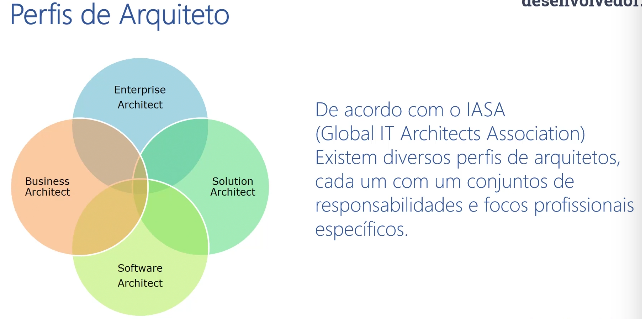 desenvolvedor.
Perfis de Arquiteto
Enterprise
Architect
Business
Architect
Solution
Architect
Software
Architect
De acordo com o IASA
(Global IT Architects Association)
Existem diversos perfis de arquitetos,
cada um com um conjuntos de
responsabilidades e focos profissionais
específicos.